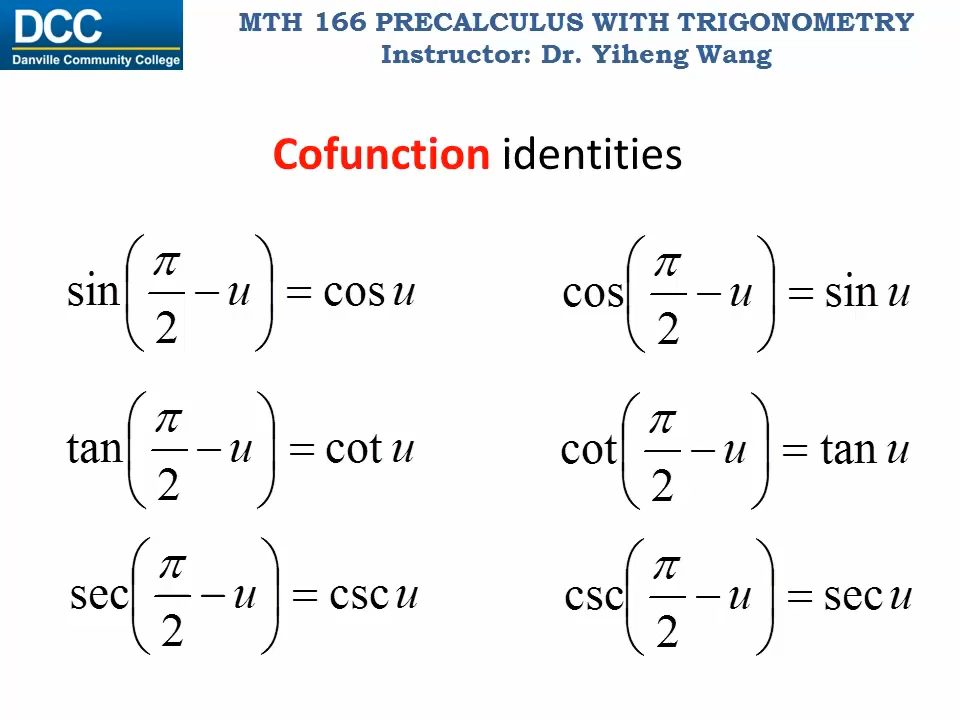 DCC
Danville Community College
MTH 166 PRECALCULUS WITH TRIGONOMETRY
Instructor: Dr. Yiheng Wang
Cofunction identities
sin(π/2 − u) = cos u
cos(π/2 − u) = sin u
tan(π/2 − u) = cot u
cot(π/2 − u) = tan u
sec(π/2 − u) = csc u
csc(π/2 − u) = sec u